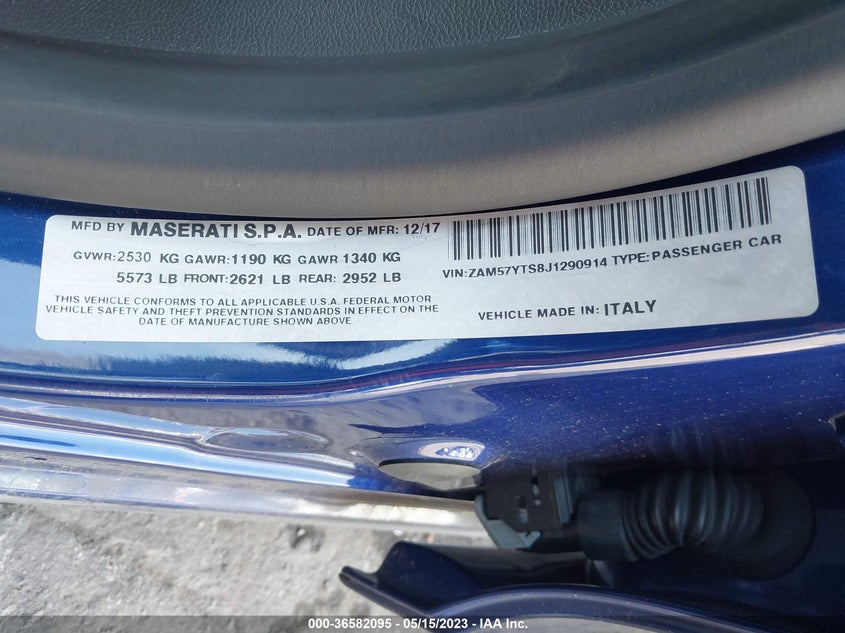 MFD BY MASERATI S.P.A. DATE OF MFR: 12/17
GVWR:2530 KG GAWR:1190 KG GAWR 1340 KG
5573 LB FRONT:2621 LB REAR: 2952 LB
THIS VEHICLE CONFORMS TO ALL APPLICABLE U.S.A. FEDERAL MOTOR
VEHICLE SAFETY AND THEFT PREVENTION STANDARDS IN EFFECT ON THE
DATE OF MANUFACTURE SHOWN ABOVE
VIN:ZAM57YTS8J1290914 TYPE:PASSENGER CAR
VEHICLE MADE IN: ITALY
000-36582095 - 05/15/2023 - IAAI Inc.